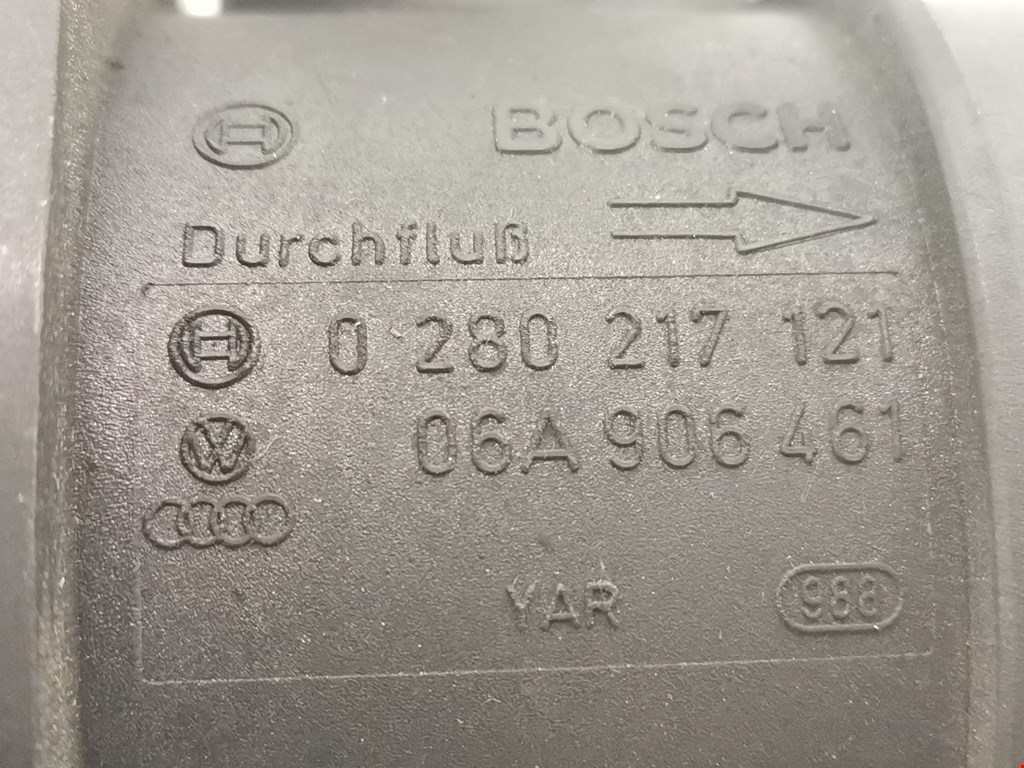 BOSCH
Durchfluß
0 280 217 121
06A 906 461
YAR 988